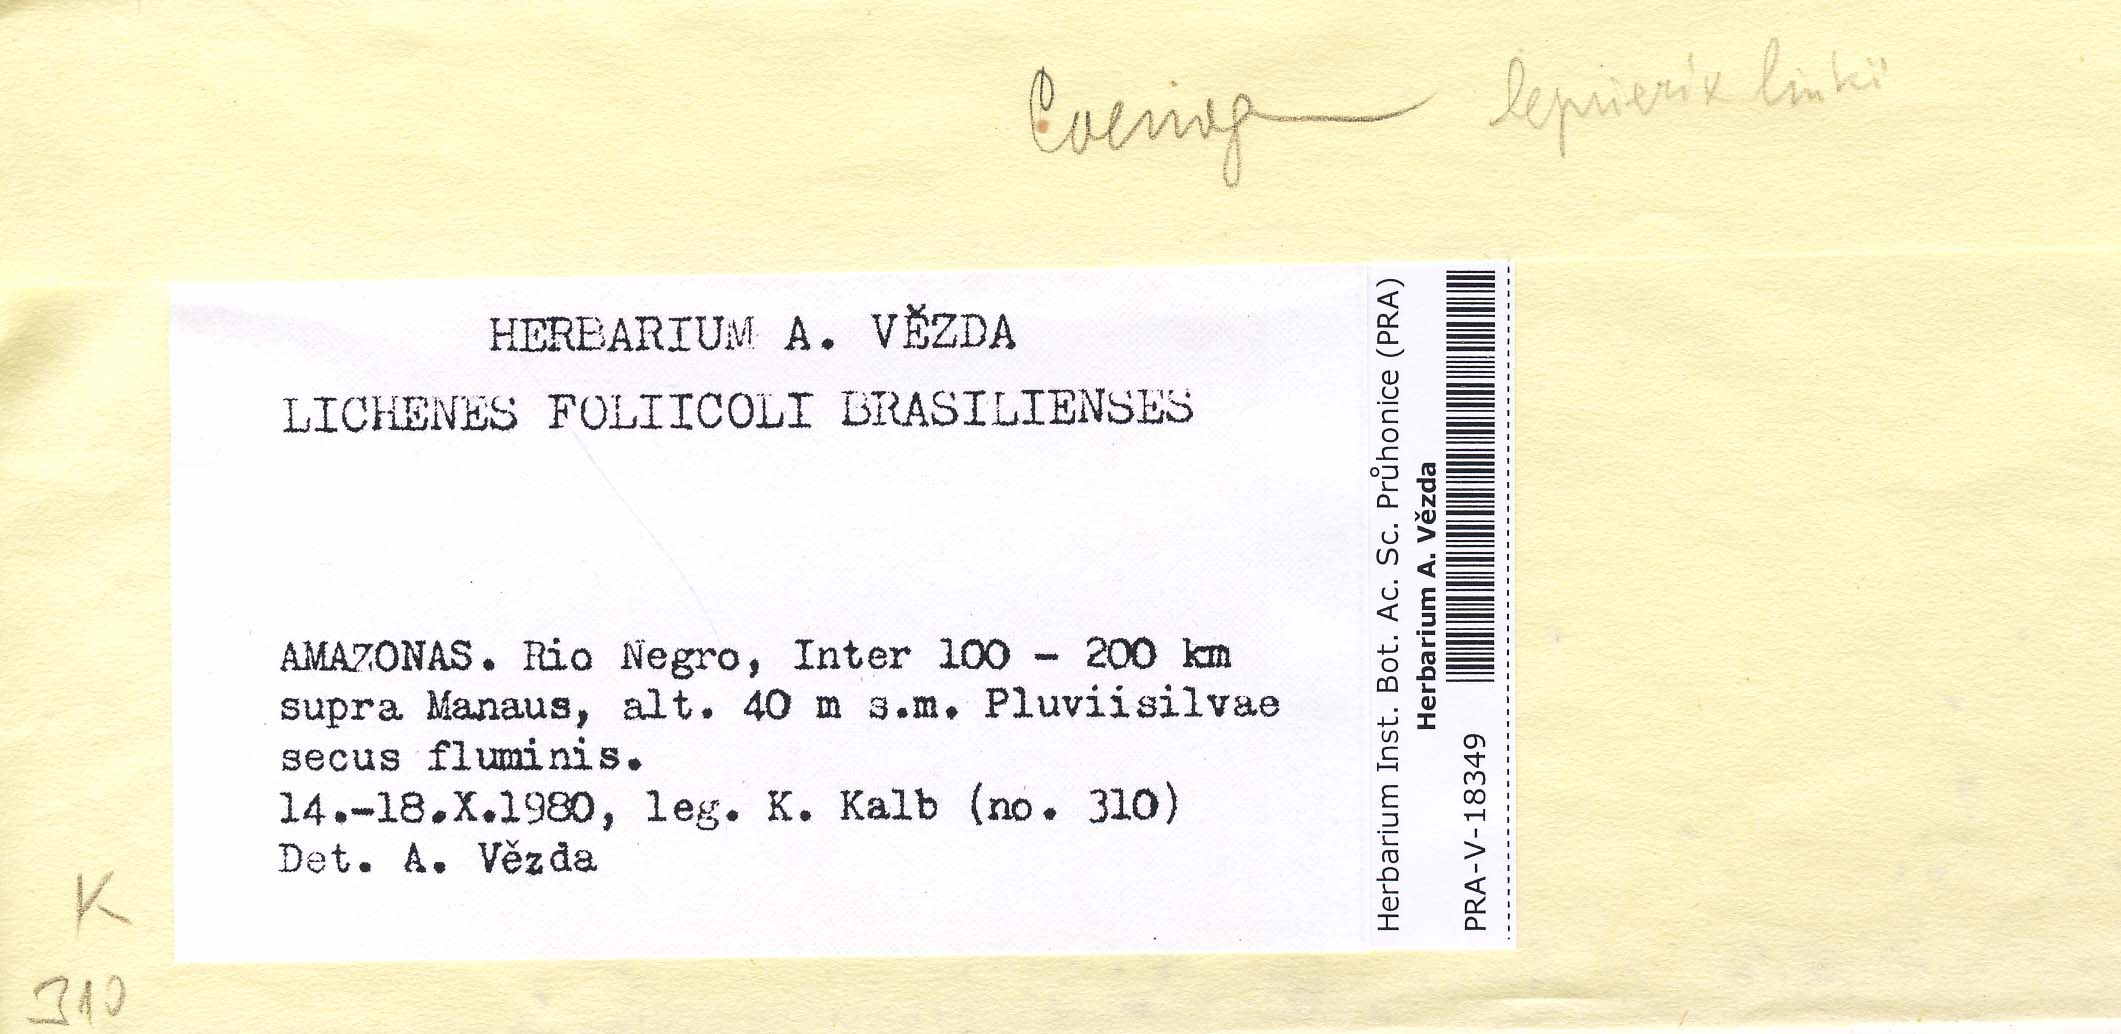 linkii
HERBARIUM A. VĚZDA
LICHENES FOLIICOLI BRASILIENSES
AMAZONAS. Rio Negro, Inter 100 - 200 km
supra Manaus, alt. 40 m s.m. Pluviisilvae
secus fluminis.
14.-18.X.1980, leg. K. Kalb (no. 310)
Det. A. Vězda
Herbarium Inst. Bot. Ac. Sc. Průhonice (PRA)
Herbarium A. Vězda
PRA-V-18349
K
310